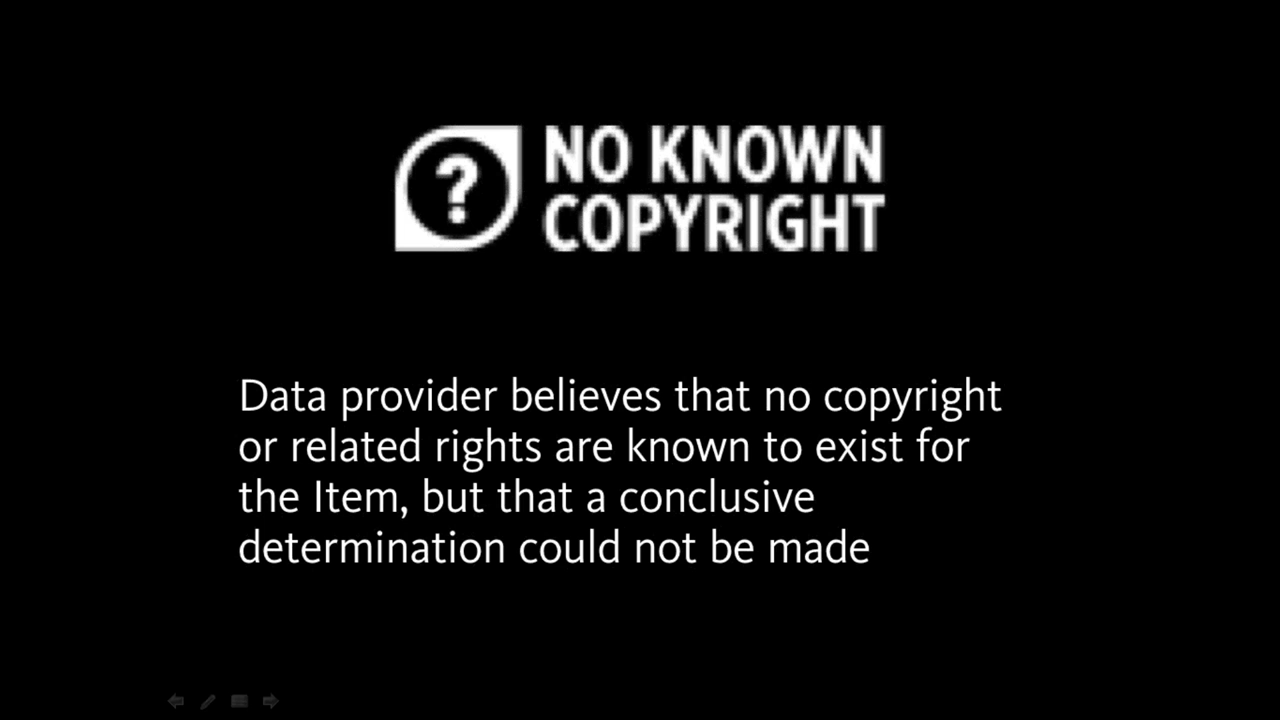 ?
NO KNOWN
COPYRIGHT
Data provider believes that no copyright
or related rights are known to exist for
the Item, but that a conclusive
determination could not be made